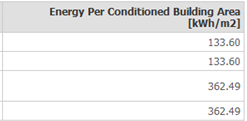 Energy Per Conditioned Building Area
[kWh/m2]
133.60
133.60
362.49
362.49